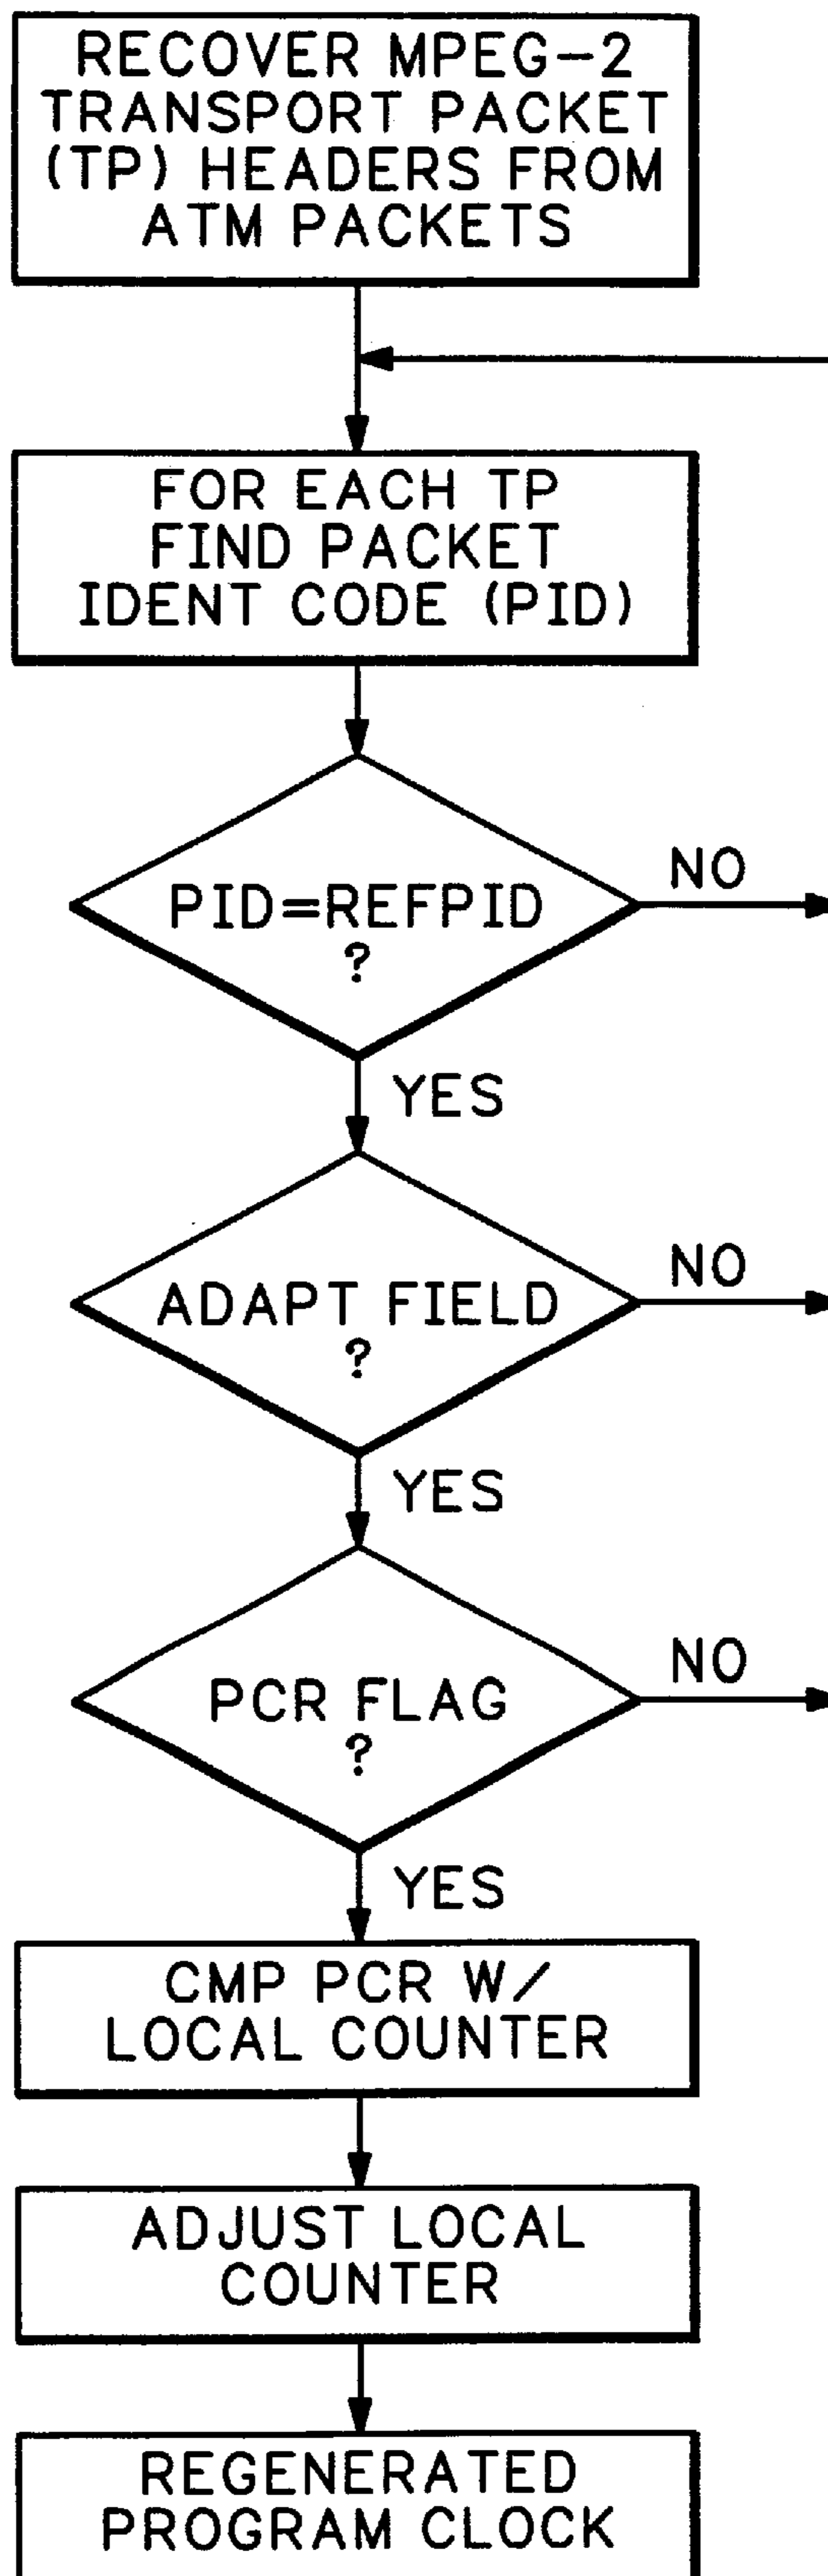 RECOVER MPEG-2
TRANSPORT PACKET
(TP) HEADERS FROM
ATM PACKETS
FOR EACH TP
FIND PACKET
IDENT CODE (PID)
PID=REFPID
?
NO
YES
ADAPT FIELD
?
NO
YES
PCR FLAG
?
NO
YES
CMP PCR W/
LOCAL COUNTER
ADJUST LOCAL
COUNTER
REGENERATED
PROGRAM CLOCK